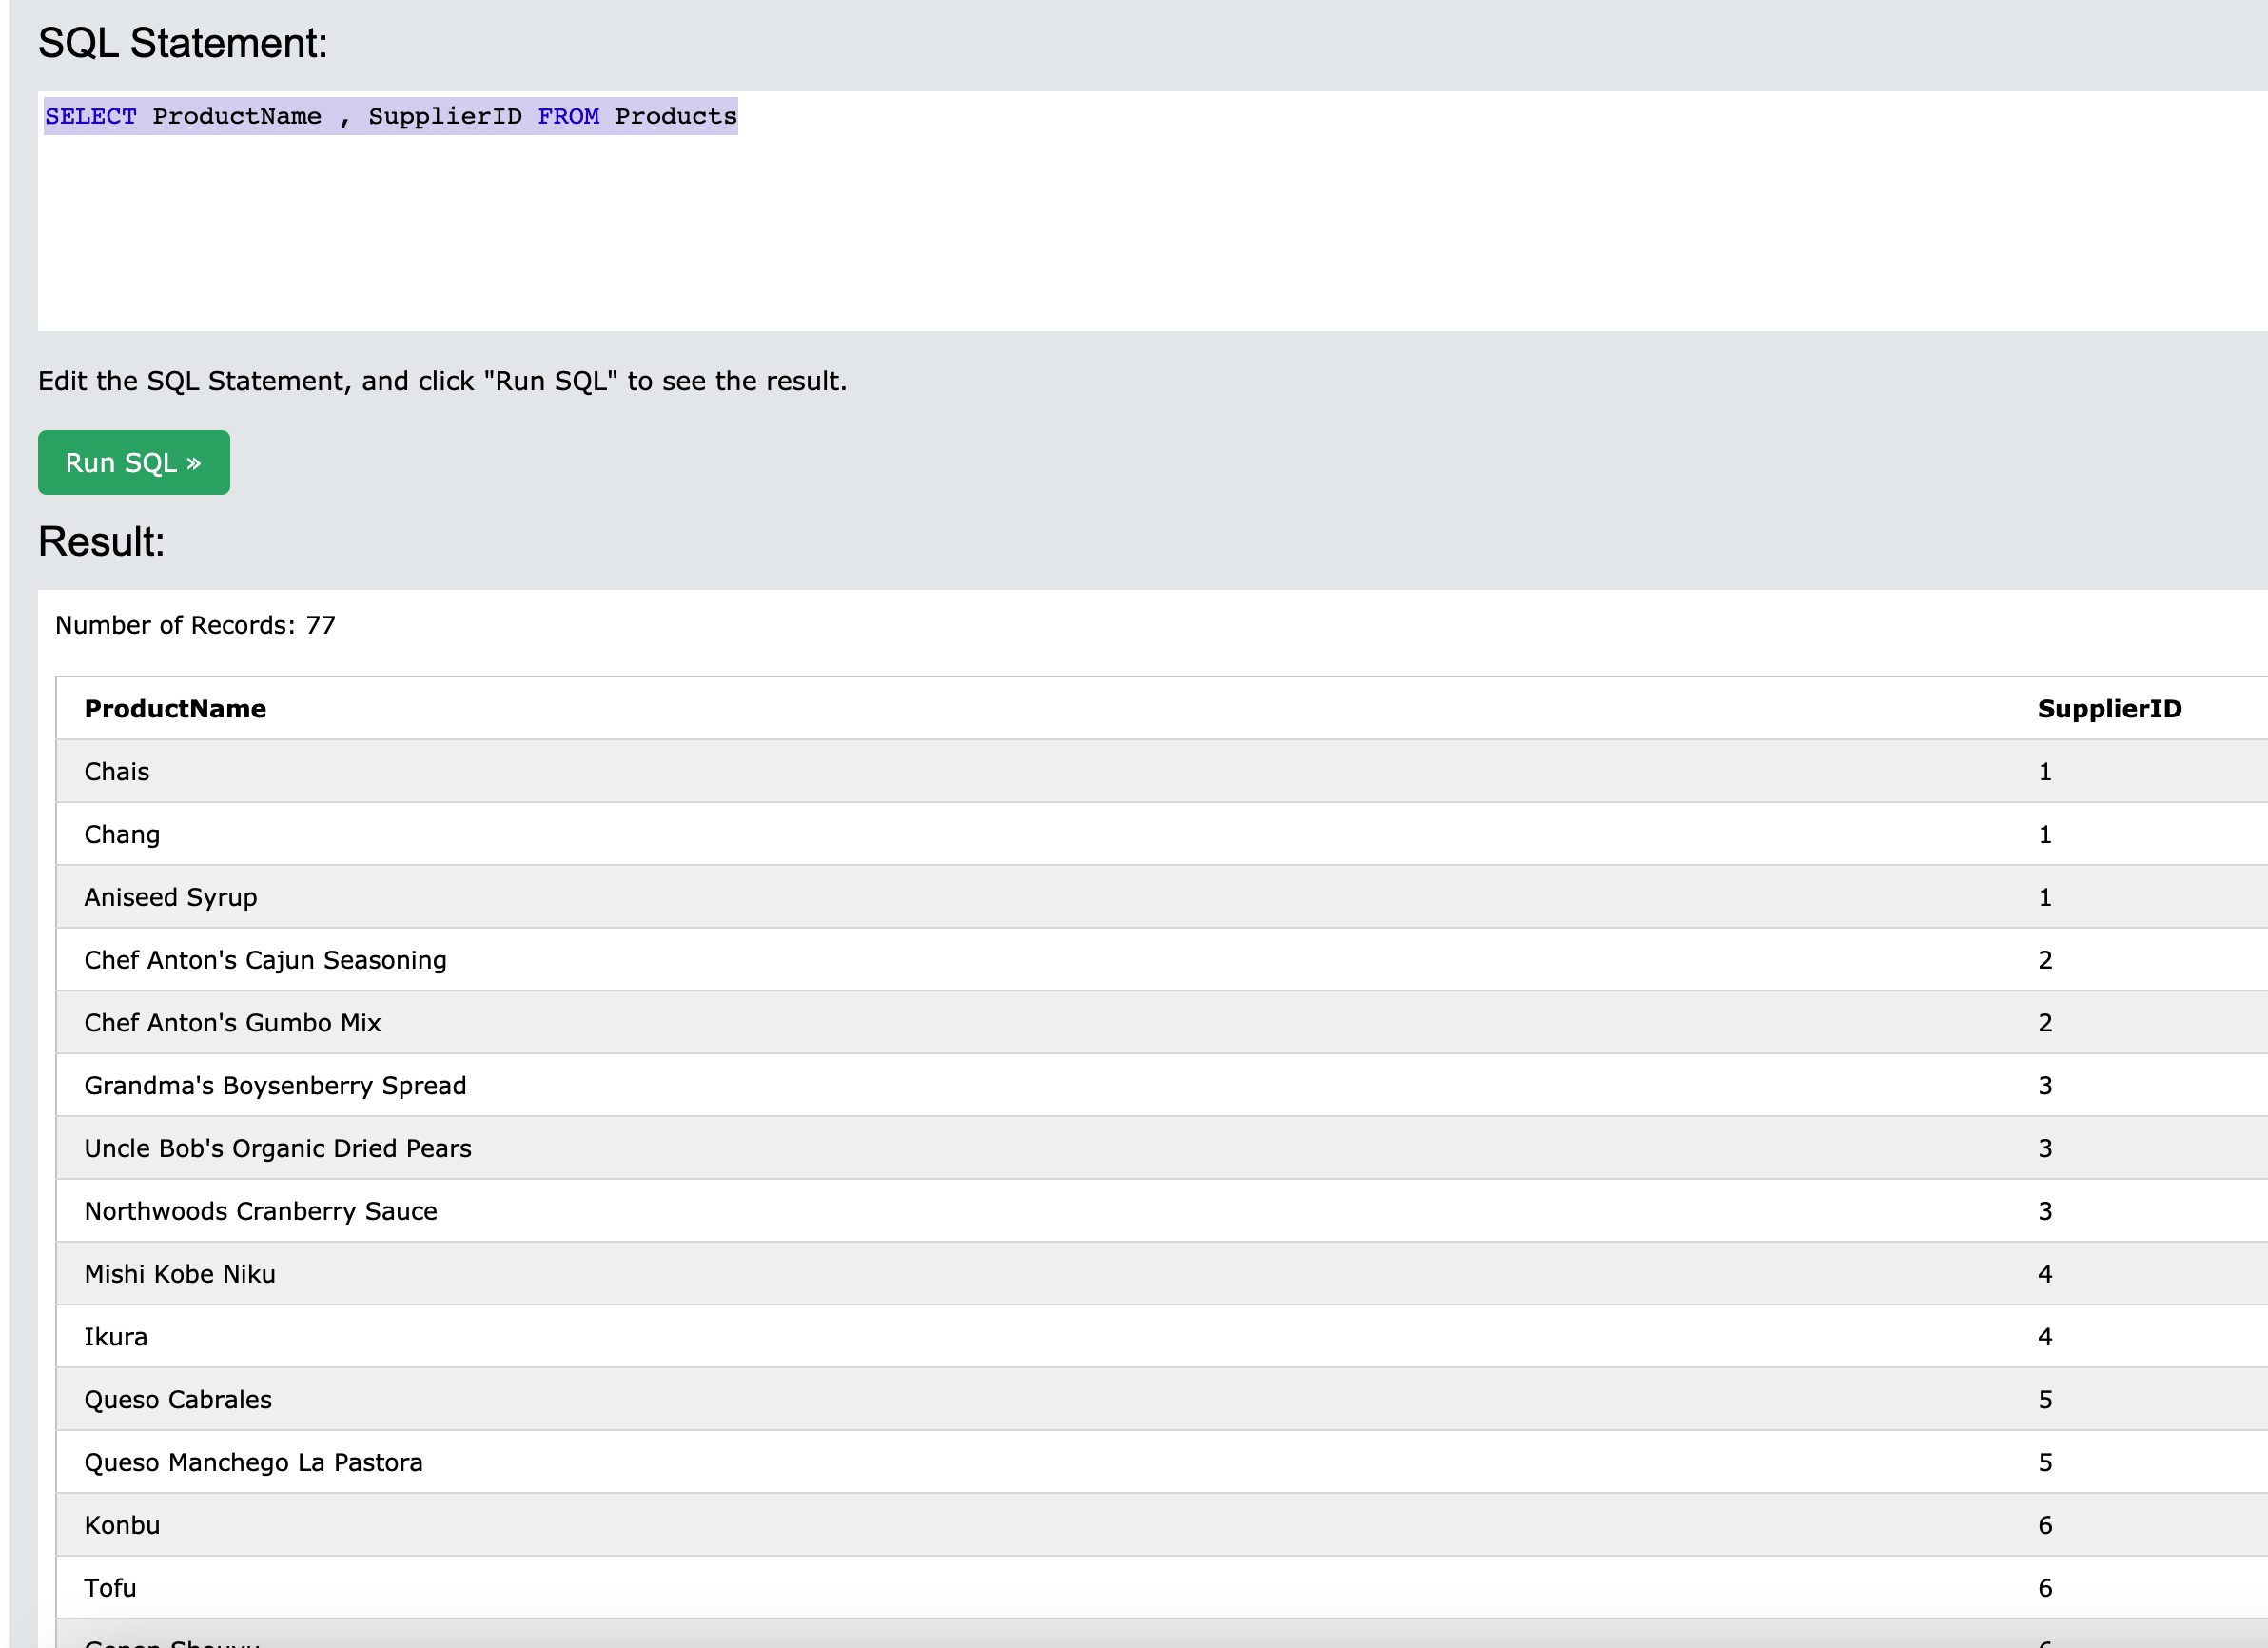 SQL Statement:
SELECT ProductName , SupplierID FROM Products
Edit the SQL Statement, and click "Run SQL" to see the result.
Run SQL »
Result:
Number of Records: 77
ProductName SupplierID
Chais 1
Chang 1
Aniseed Syrup 1
Chef Anton's Cajun Seasoning 2
Chef Anton's Gumbo Mix 2
Grandma's Boysenberry Spread 3
Uncle Bob's Organic Dried Pears 3
Northwoods Cranberry Sauce 3
Mishi Kobe Niku 4
Ikura 4
Queso Cabrales 5
Queso Manchego La Pastora 5
Konbu 6
Tofu 6